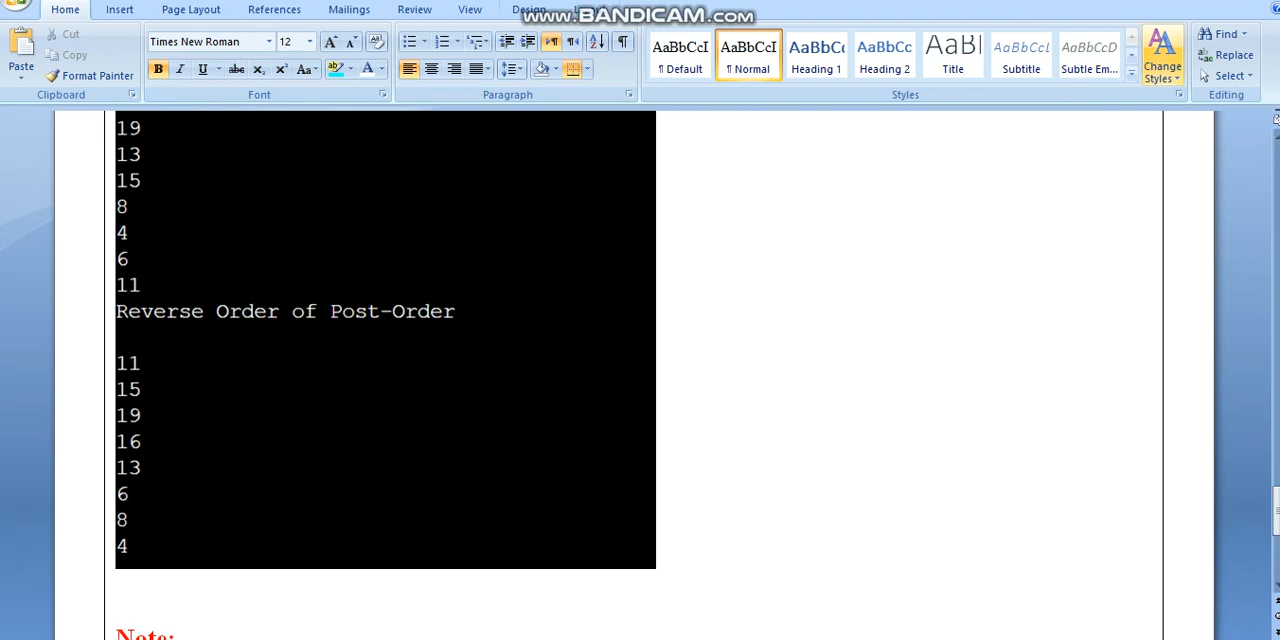 www.BANDICAM.com
Home Insert Page Layout References Mailings Review View
Cut
Copy
Format Painter
Paste
Clipboard
Times New Roman 12
Font
Paragraph
AaBbCcI AaBbCcI AaBbCc AaBbCc AaB AaBbCcL AaBbCcD
¶ Default ¶ Normal Heading 1 Heading 2 Title Subtitle Subtle Em...
Change Styles
Styles
Find
Replace
Select
Editing
19
13
15
8
4
6
11
Reverse Order of Post-Order
11
15
19
16
13
6
8
4
Note: